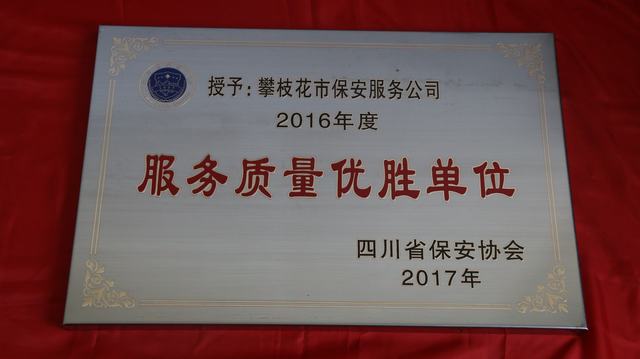 授予:攀枝花市保安服务公司
2016年度
服务质量优胜单位
四川省保安协会
2017年